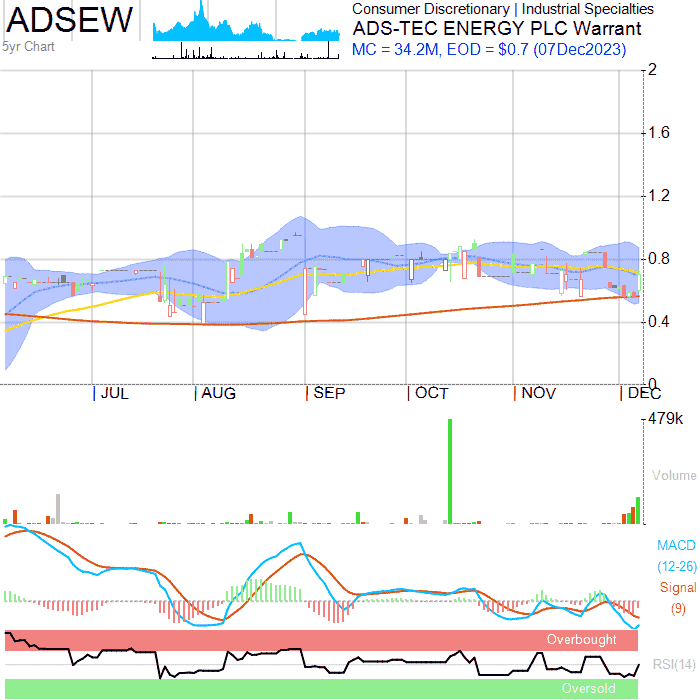 ADSEW
5yr Chart
Consumer Discretionary | Industrial Specialties
ADS-TEC ENERGY PLC Warrant
MC = 34.2M, EOD = $0.7 (07Dec2023)
2
1.6
1.2
0.8
0.4
0
JUL AUG SEP OCT NOV DEC
479k
Volume
MACD
(12-26)
Signal
(9)
Overbought
RSI(14)
Oversold